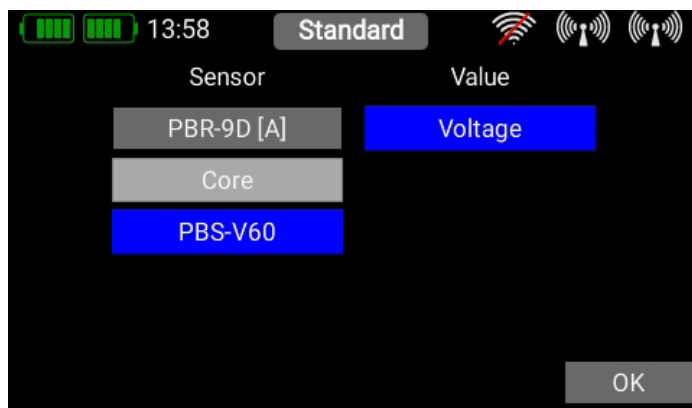 13:58 Standard
Sensor Value
PBR-9D [A] Voltage
Core
PBS-V60
OK